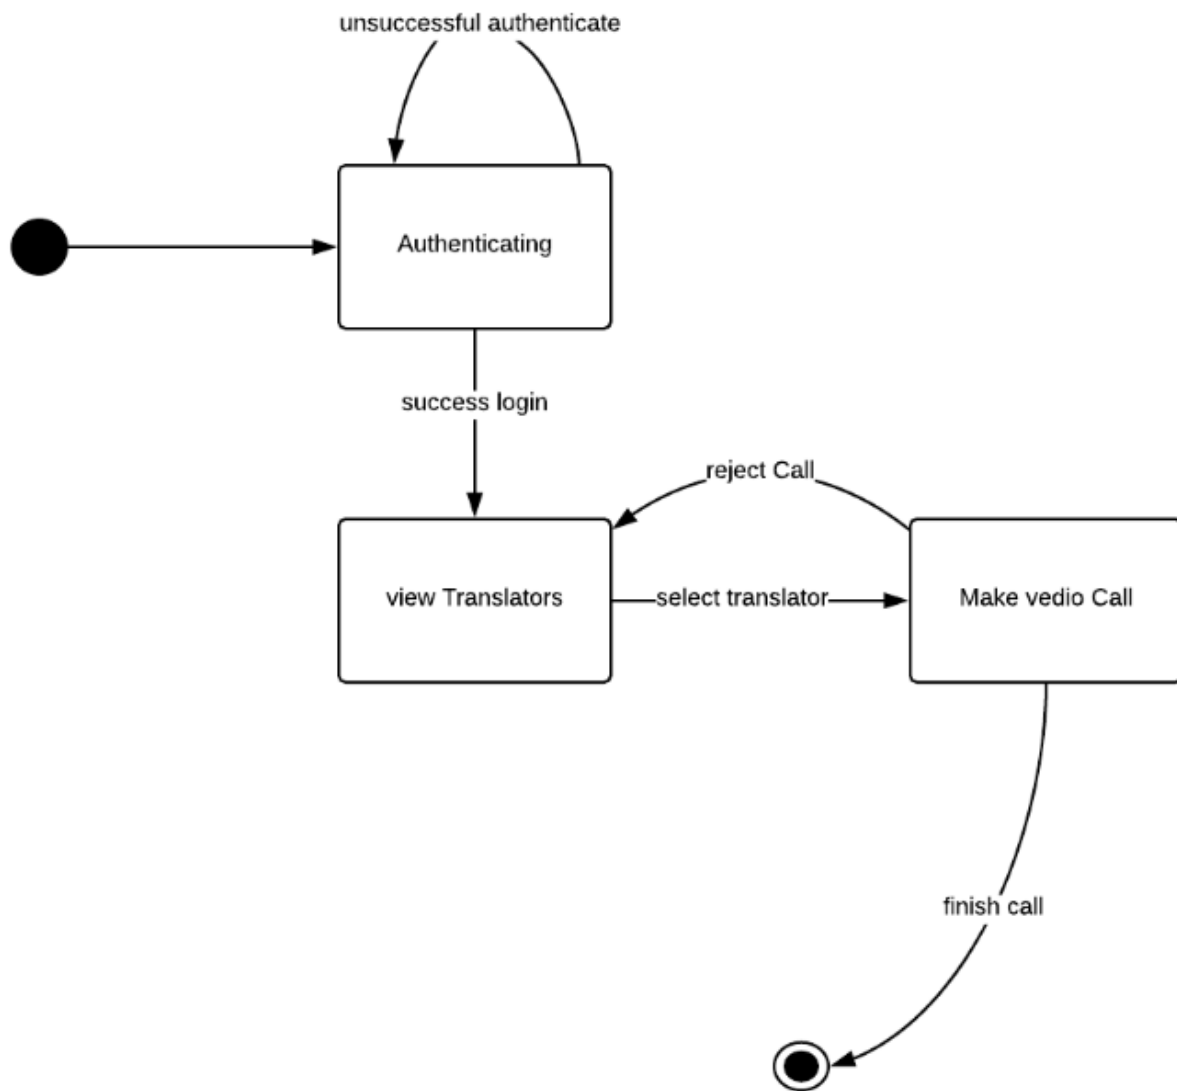 unsuccessful authenticate
Authenticating
success login
reject Call
view Translators
select translator
Make vedio Call
finish call